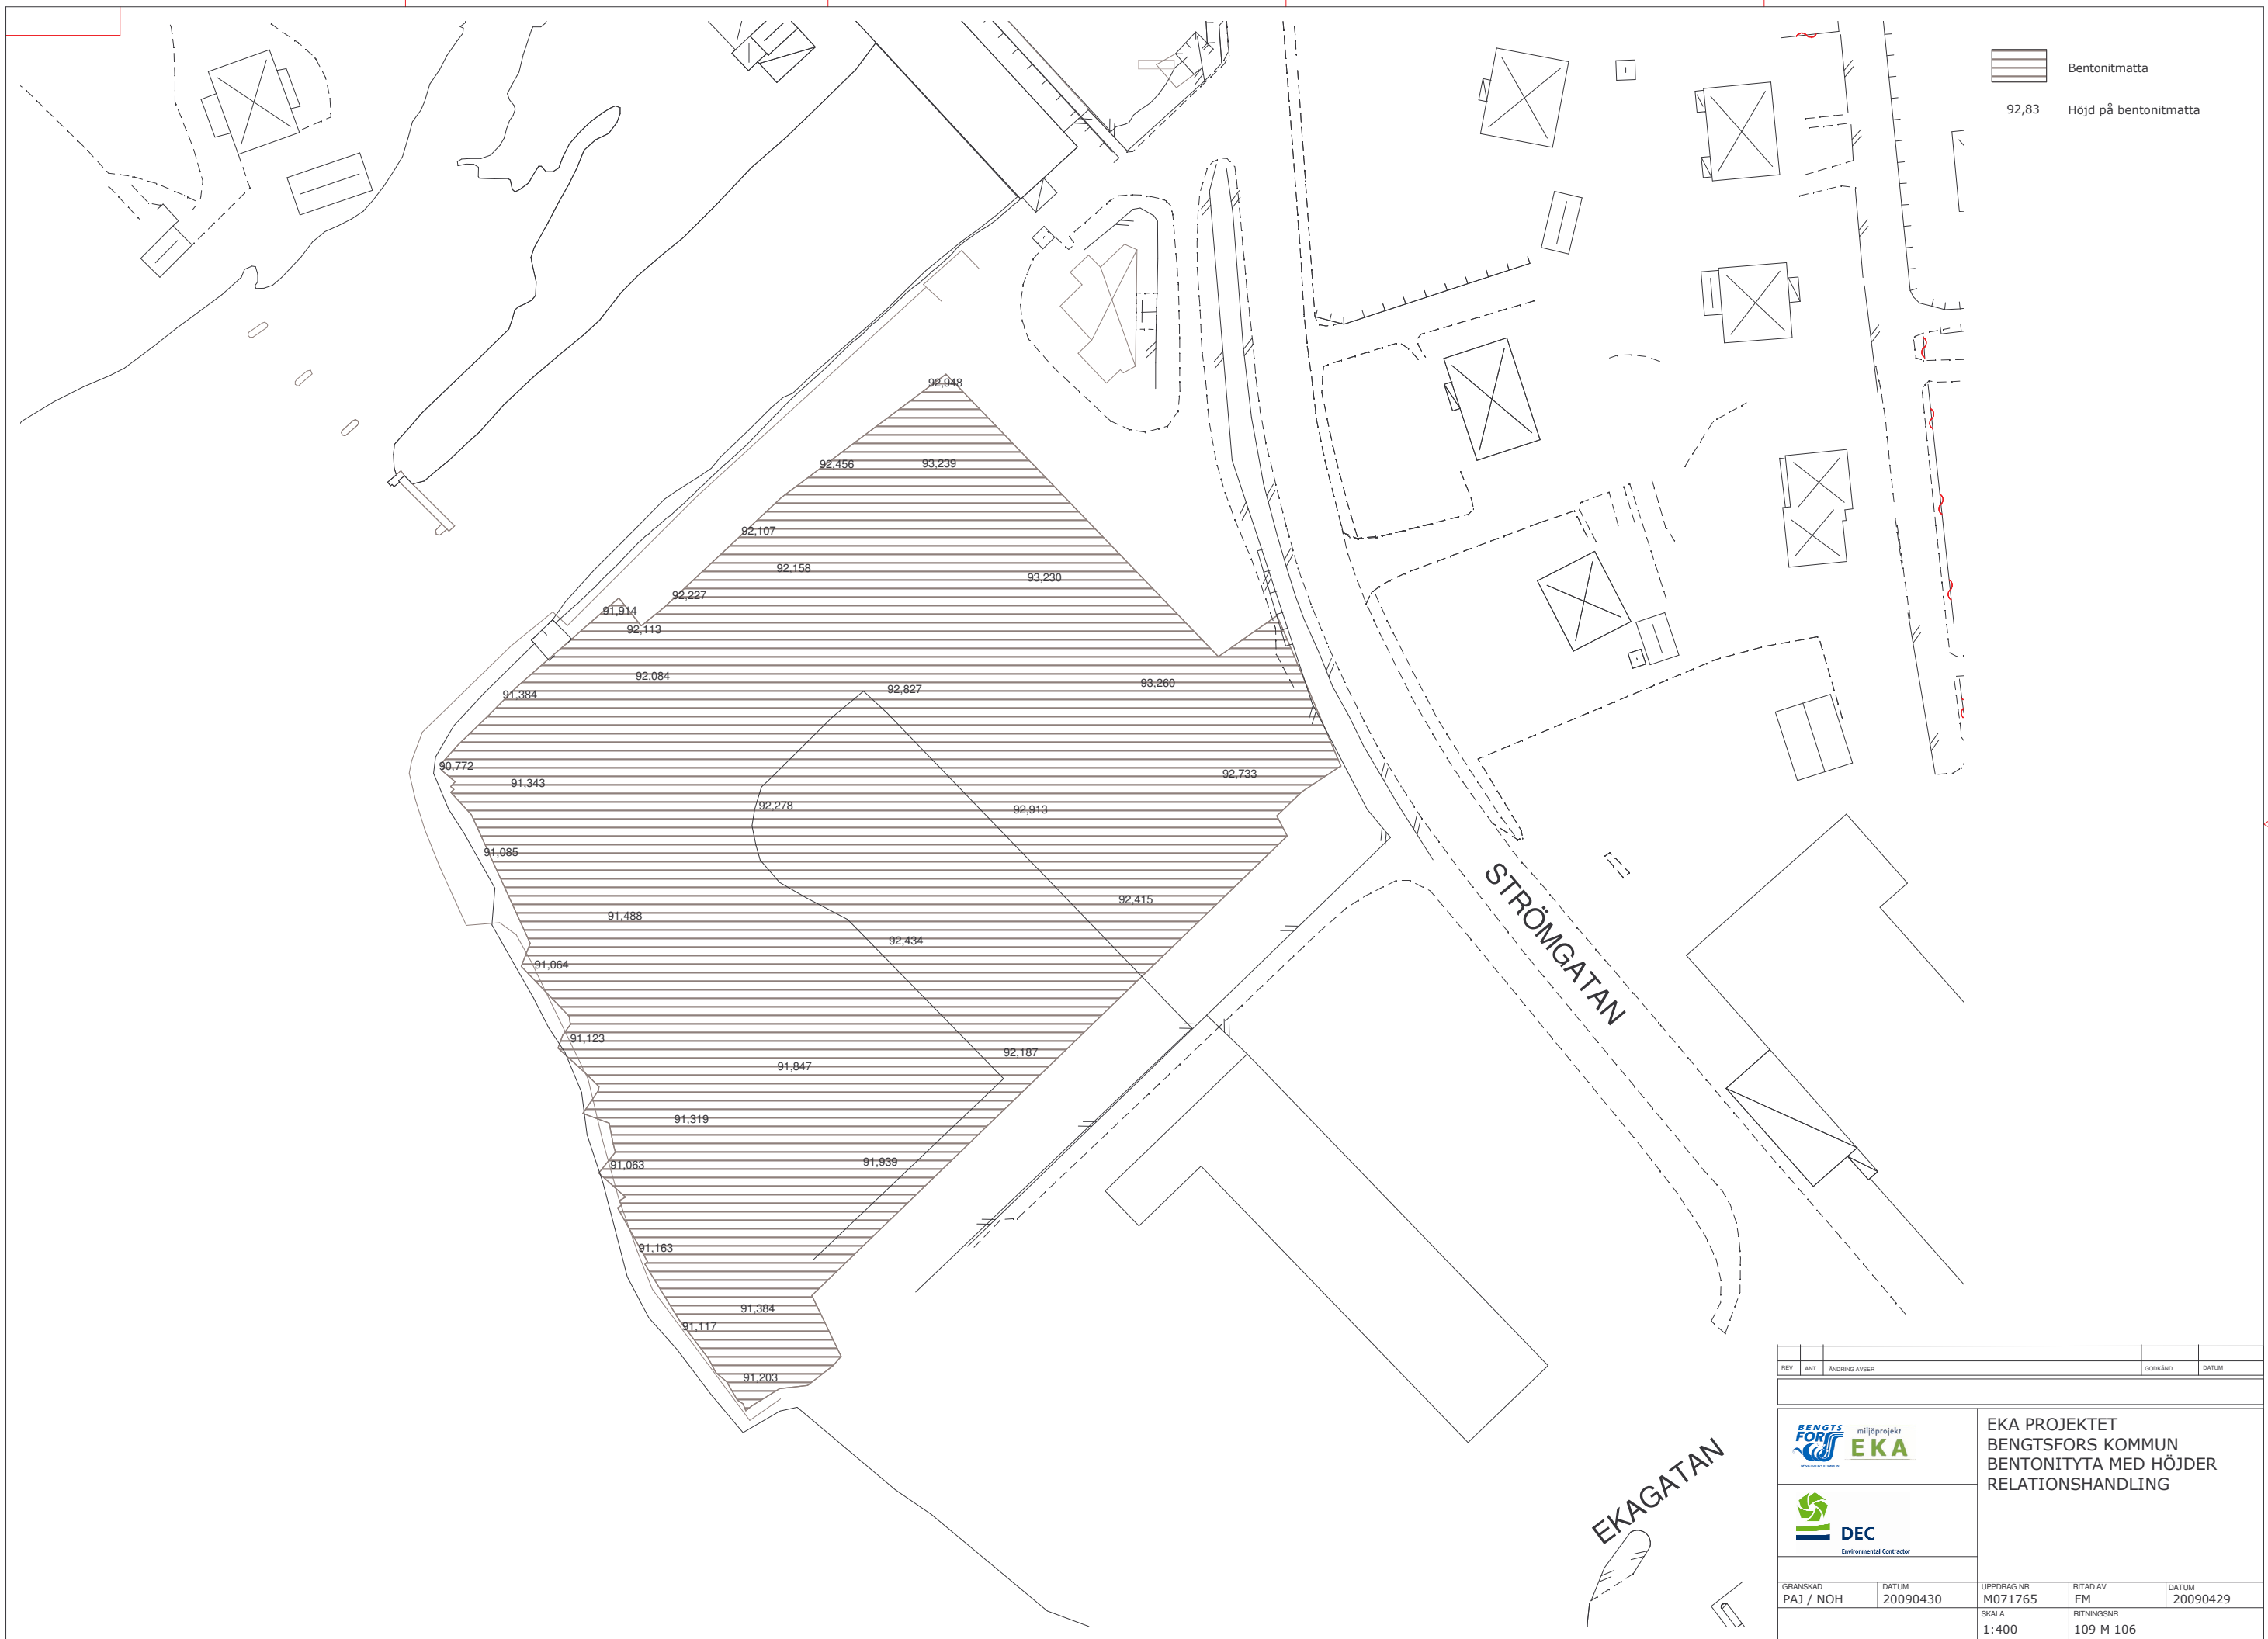 Bentonitmatta
92,83 Höjd på bentonitmatta
92,948
92,456 93,239
92,107
92,158
93,230
92,227
91,914
92,113
92,084
93,260
92,827
91,384
90,772
92,733
91,343
92,278
92,913
91,085
92,415
91,488
92,434
91,064
91,123
92,187
91,847
91,319
91,939
91,063
91,163
91,384
91,117
91,203
STRÖMGATAN
EKAGATAN
REV ANT ÄNDRING AVSER GODKÄND DATUM
BENGTS
FORS
BENGTSFORS KOMMUN
miljöprojekt
EKA
DEC
Environmental Contractor
EKA PROJEKTET
BENGTSFORS KOMMUN
BENTONITYTA MED HÖJDER
RELATIONSHANDLING
GRANSKAD DATUM UPPDRAG NR RITAD AV DATUM
PAJ / NOH 20090430 M071765 FM 20090429
SKALA RITNINGSNR
1:400 109 M 106